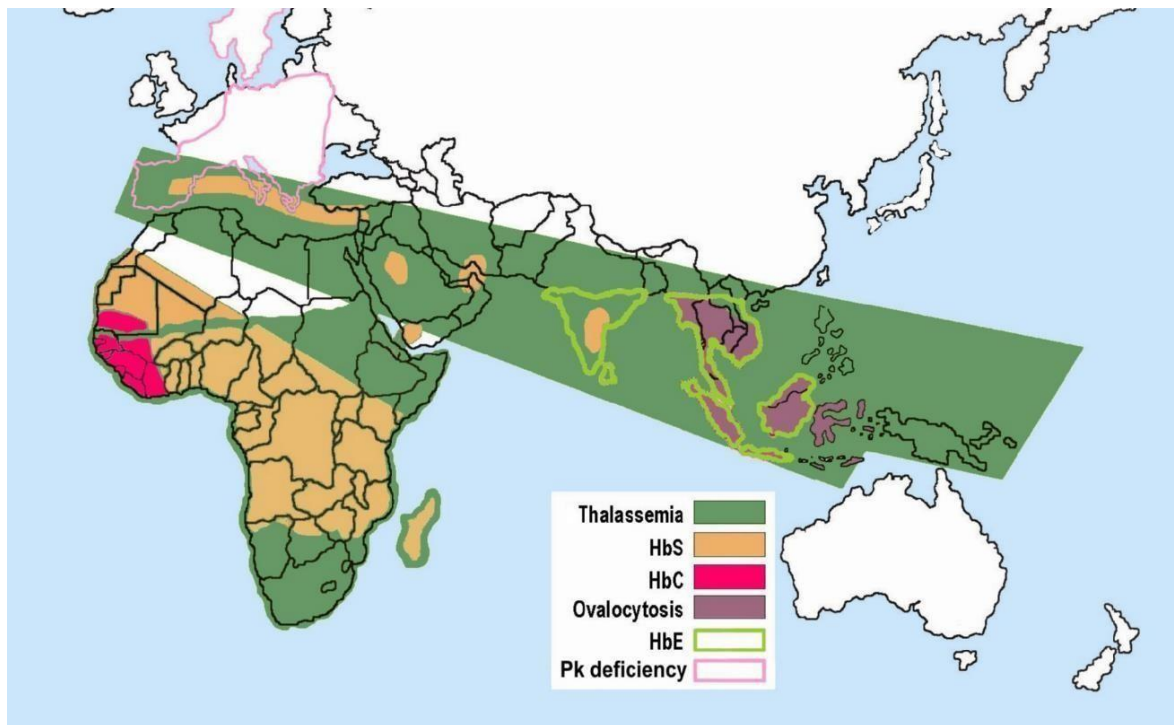 Thalassemia
HbS
HbC
Ovalocytosis
HbE
Pk deficiency